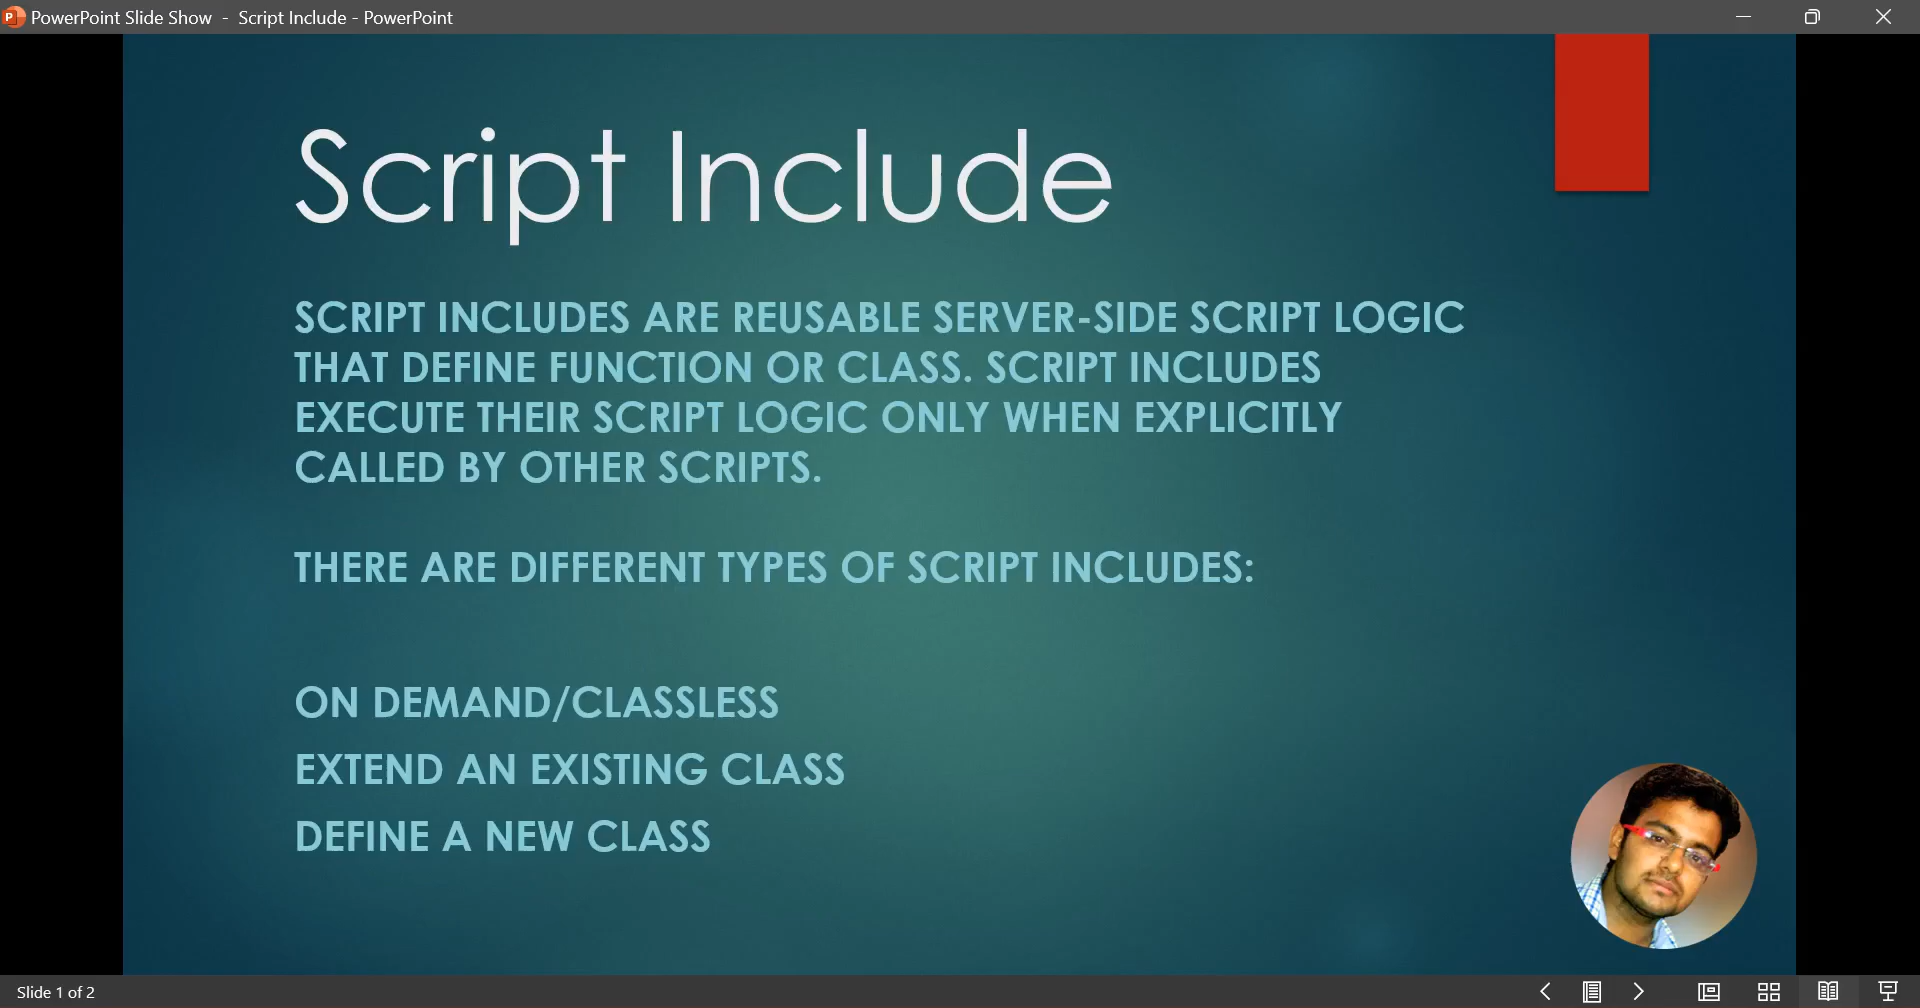 PowerPoint Slide Show - Script Include - PowerPoint
Script Include
SCRIPT INCLUDES ARE REUSABLE SERVER-SIDE SCRIPT LOGIC
THAT DEFINE FUNCTION OR CLASS. SCRIPT INCLUDES
EXECUTE THEIR SCRIPT LOGIC ONLY WHEN EXPLICITLY
CALLED BY OTHER SCRIPTS.
THERE ARE DIFFERENT TYPES OF SCRIPT INCLUDES:
ON DEMAND/CLASSLESS
EXTEND AN EXISTING CLASS
DEFINE A NEW CLASS
Slide 1 of 2